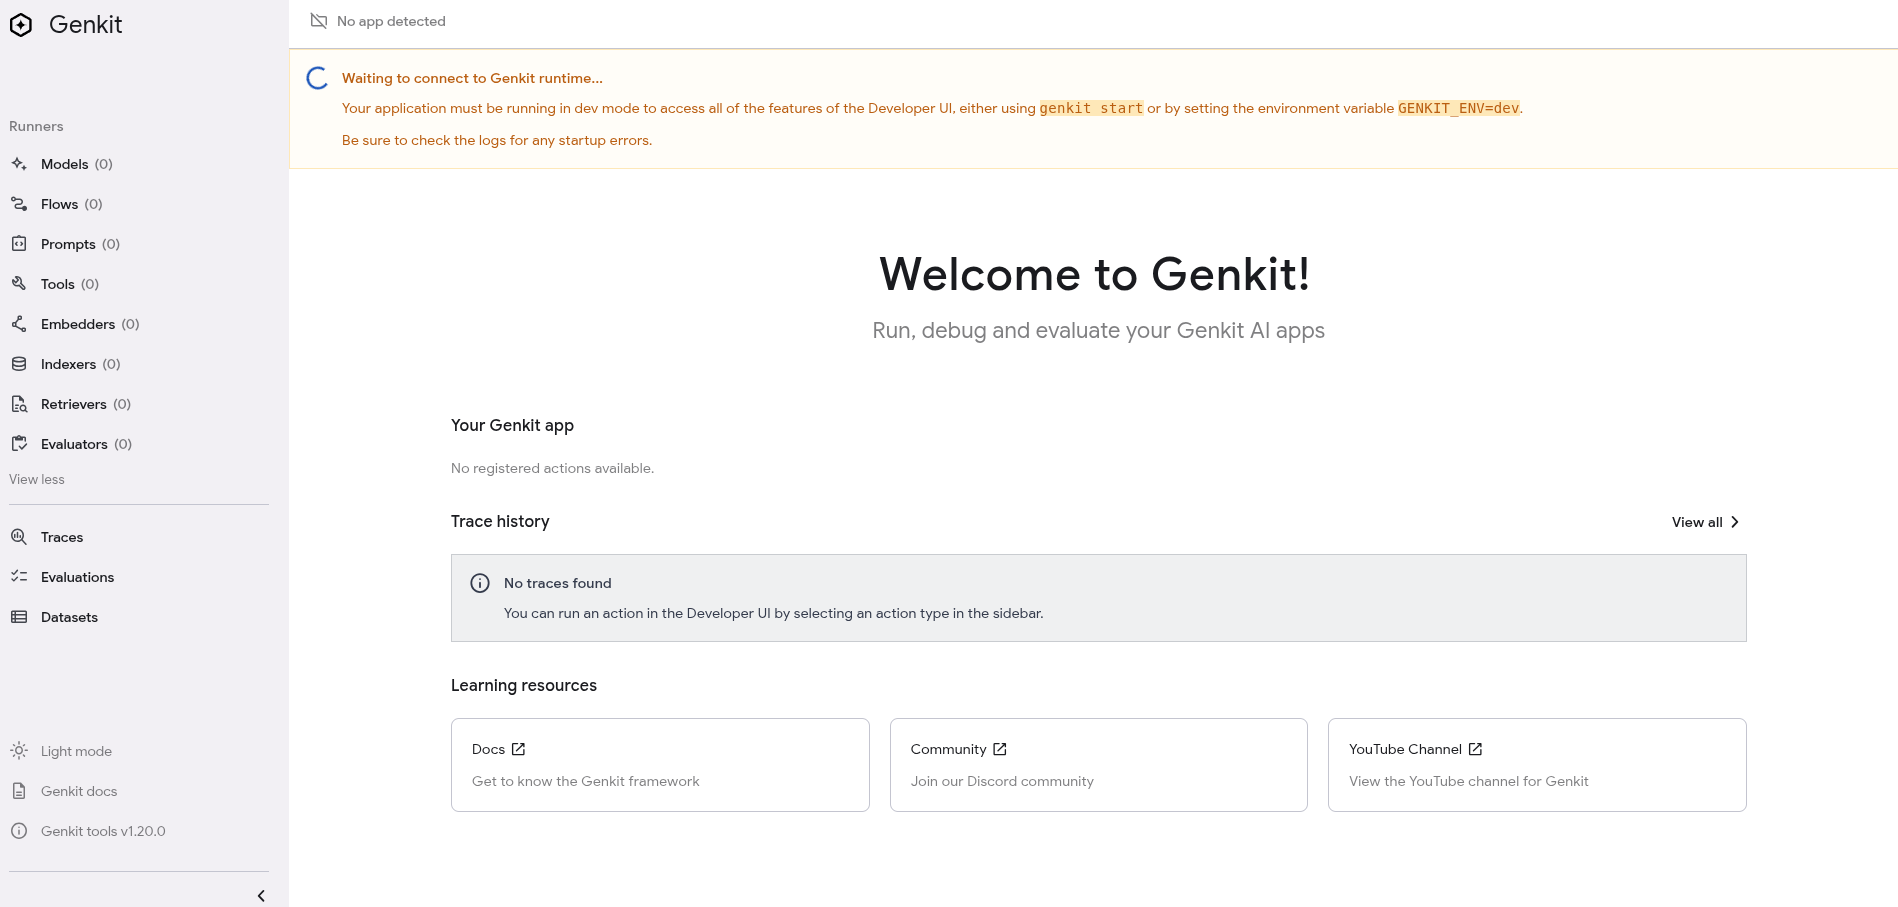 Genkit
Runners
Models (0)
Flows (0)
Prompts (0)
Tools (0)
Embedders (0)
Indexers (0)
Retrievers (0)
Evaluators (0)
View less
Traces
Evaluations
Datasets
Light mode
Genkit docs
Genkit tools v1.20.0
No app detected
Waiting to connect to Genkit runtime...
Your application must be running in dev mode to access all of the features of the Developer UI, either using genkit start or by setting the environment variable GENKIT_ENV=dev.
Be sure to check the logs for any startup errors.
Welcome to Genkit!
Run, debug and evaluate your Genkit AI apps
Your Genkit app
No registered actions available.
Trace history
View all
No traces found
You can run an action in the Developer UI by selecting an action type in the sidebar.
Learning resources
Docs
Get to know the Genkit framework
Community
Join our Discord community
YouTube Channel
View the YouTube channel for Genkit